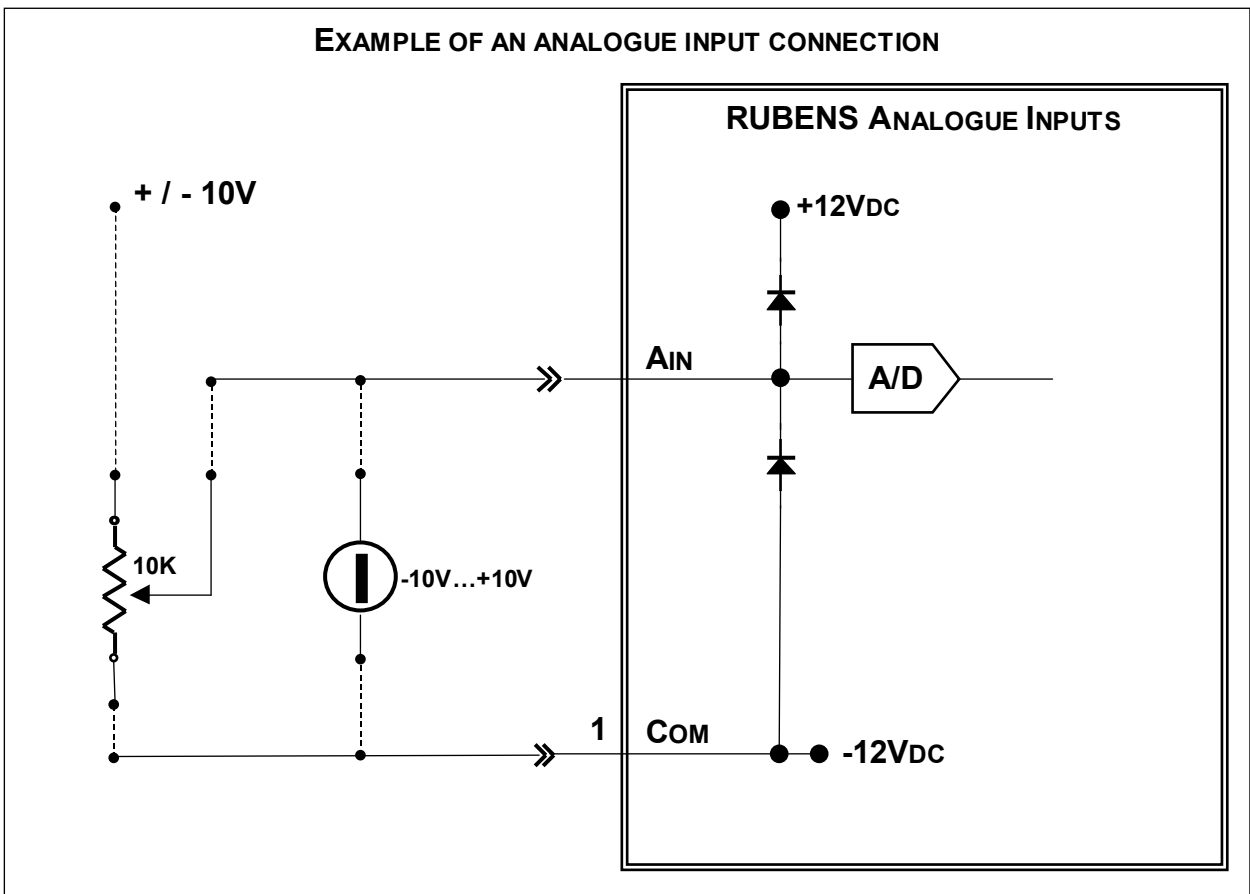 EXAMPLE OF AN ANALOGUE INPUT CONNECTION
RUBENS ANALOGUE INPUTS
+ / - 10V
+12VDC
AIN
A/D
10K
-10V…+10V
1
COM
-12VDC